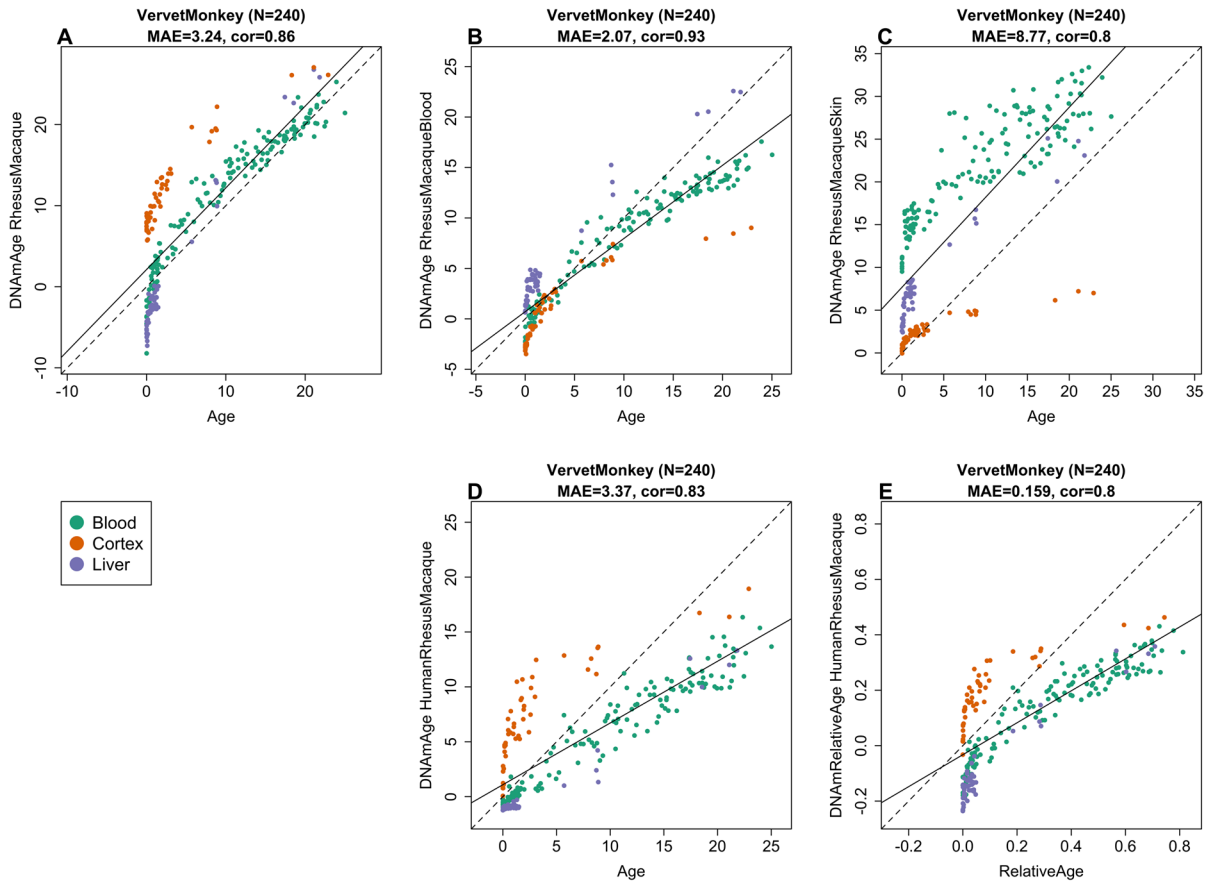 A
VervetMonkey (N=240)
MAE=3.24, cor=0.86
DNAmAge RhesusMacaque
-10
0
10
20
-10
0
10
20
Age
B
VervetMonkey (N=240)
MAE=2.07, cor=0.93
DNAmAge RhesusMacaqueBlood
-5
0
5
10
15
20
25
-5
0
5
10
15
20
25
Age
C
VervetMonkey (N=240)
MAE=8.77, cor=0.8
DNAmAge RhesusMacaqueSkin
0
5
10
15
20
25
30
35
0
5
10
15
20
25
30
35
Age
Blood
Cortex
Liver
D
VervetMonkey (N=240)
MAE=3.37, cor=0.83
DNAmAge HumanRhesusMacaque
0
5
10
15
20
25
0
5
10
15
20
25
Age
E
VervetMonkey (N=240)
MAE=0.159, cor=0.8
DNAmRelativeAge HumanRhesusMacaque
-0.2
0.0
0.2
0.4
0.6
0.8
-0.2
0.0
0.2
0.4
0.6
0.8
RelativeAge